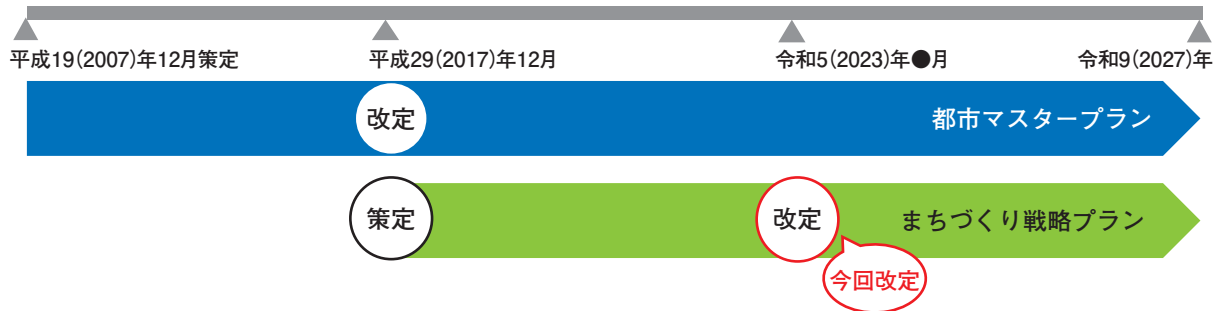 平成19(2007)年12月策定
平成29(2017)年12月
令和5(2023)年●月
令和9(2027)年
改定
都市マスタープラン
策定
改定
まちづくり戦略プラン
今回改定